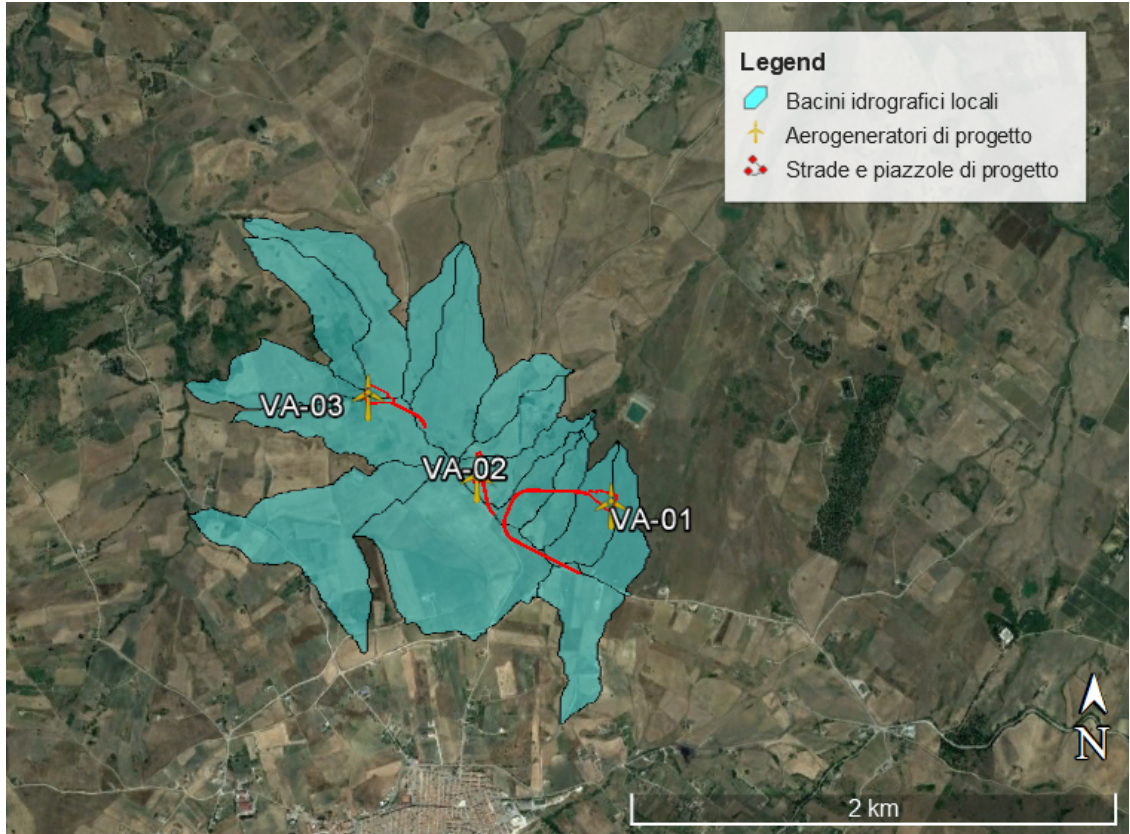 Legend
Bacini idrografici locali
Aerogeneratori di progetto
Strade e piazzole di progetto
VA-03
VA-02
VA-01
N
2 km